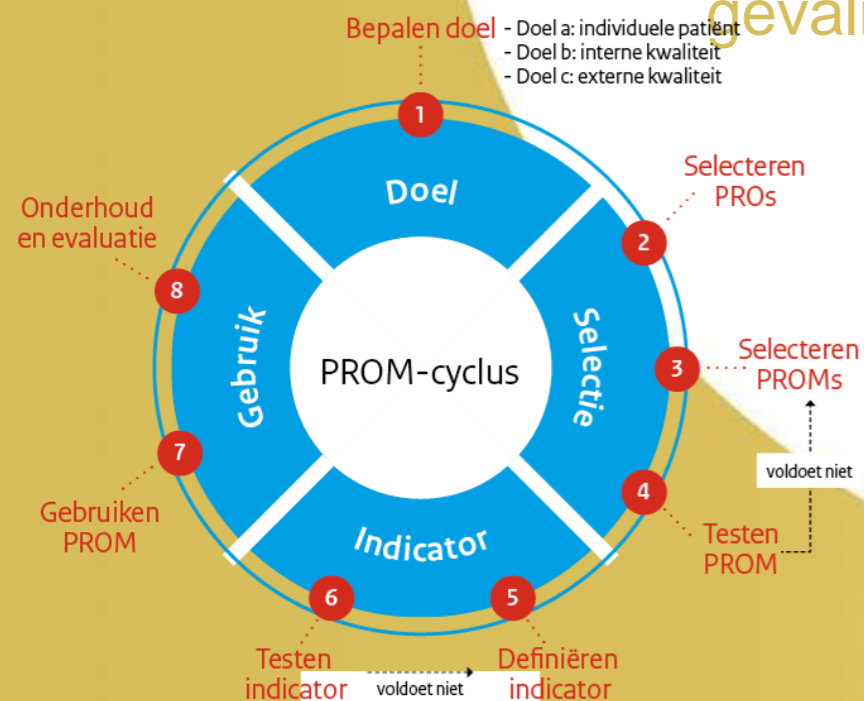 gevali
Bepalen doel
- Doel a: individuele patiënt
- Doel b: interne kwaliteit
- Doel c: externe kwaliteit
1
Doel
Selecteren
PROs
2
Selectie
3
Selecteren
PROMs
voldoet niet
4
Testen
PROM
5
Definiëren
indicator
Indicator
voldoet niet
6
Testen
indicator
7
Gebruiken
PROM
Gebruik
8
Onderhoud
en evaluatie
PROM-cyclus